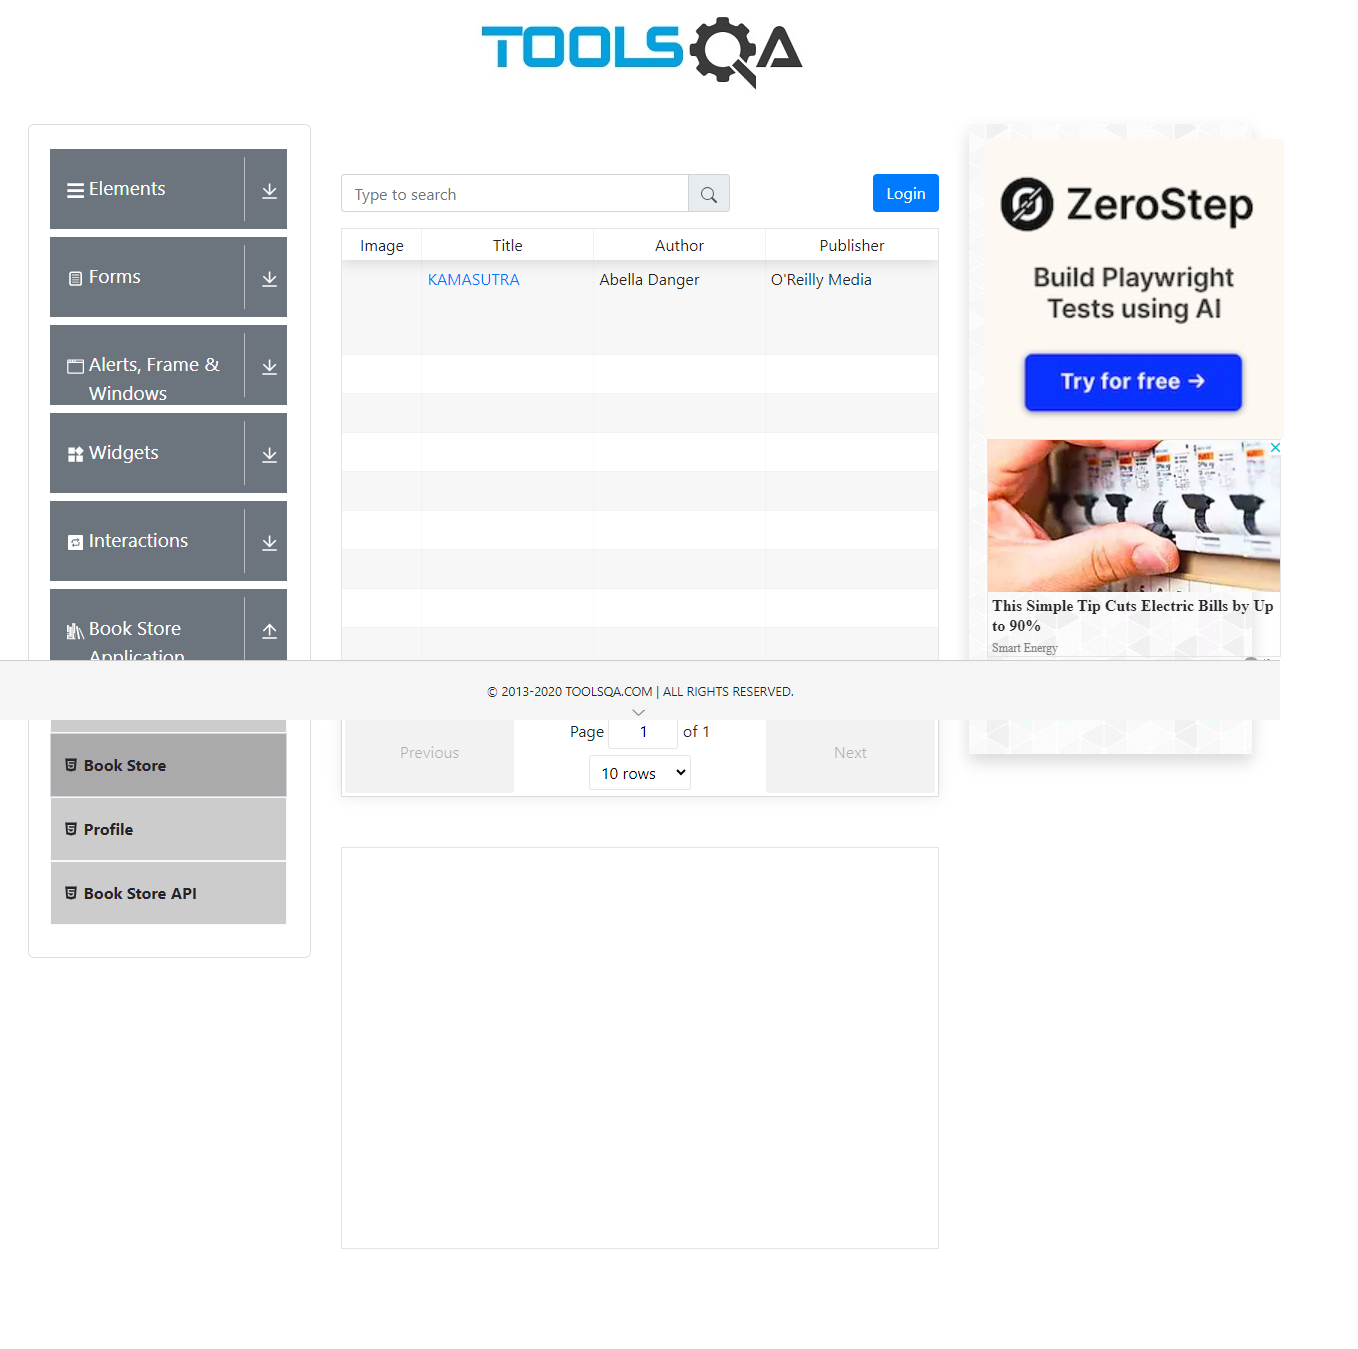 TOOLSQA
Elements
Forms
Alerts, Frame &
Windows
Widgets
Interactions
Book Store
Application
Book Store
Profile
Book Store API
Type to search
Login
Image Title Author Publisher
KAMASUTRA Abella Danger O'Reilly Media
© 2013-2020 TOOLSQA.COM | ALL RIGHTS RESERVED.
Previous
Page 1 of 1
10 rows
Next
ZeroStep
Build Playwright
Tests using AI
Try for free →
This Simple Tip Cuts Electric Bills by Up
to 90%
Smart Energy